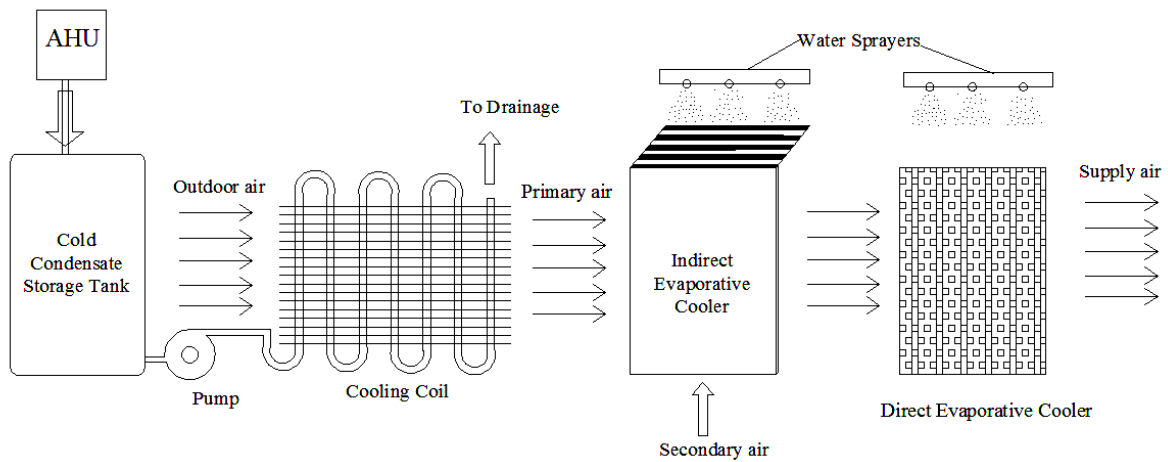 AHU
Water Sprayers
To Drainage
Outdoor air
Primary air
Supply air
Cold
Condensate
Storage Tank
Indirect
Evaporative
Cooler
Pump
Cooling Coil
Direct Evaporative Cooler
Secondary air